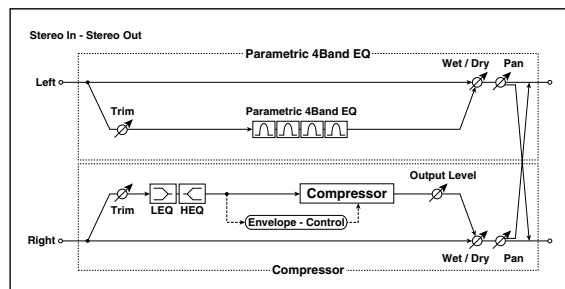 Stereo In - Stereo Out
Parametric 4Band EQ
Wet / Dry Pan
Left
Trim
Parametric 4Band EQ
Output Level
Compressor
Trim LEQ HEQ
Envelope - Control
Right
Wet / Dry Pan
Compressor